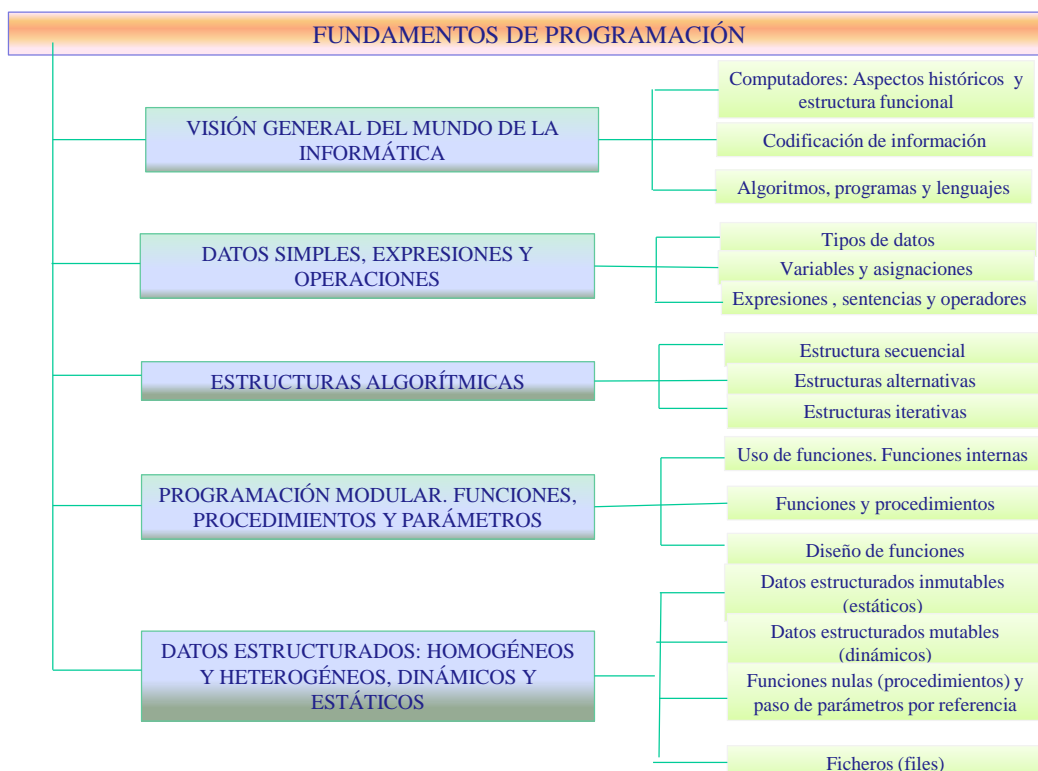 FUNDAMENTOS DE PROGRAMACIÓN
VISIÓN GENERAL DEL MUNDO DE LA
INFORMÁTICA
Computadores: Aspectos históricos y
estructura funcional
Codificación de información
Algoritmos, programas y lenguajes
DATOS SIMPLES, EXPRESIONES Y
OPERACIONES
Tipos de datos
Variables y asignaciones
Expresiones , sentencias y operadores
ESTRUCTURAS ALGORÍTMICAS
Estructura secuencial
Estructuras alternativas
Estructuras iterativas
PROGRAMACIÓN MODULAR. FUNCIONES,
PROCEDIMIENTOS Y PARÁMETROS
Uso de funciones. Funciones internas
Funciones y procedimientos
Diseño de funciones
DATOS ESTRUCTURADOS: HOMOGÉNEOS
Y HETEROGÉNEOS, DINÁMICOS Y
ESTÁTICOS
Datos estructurados inmutables
(estáticos)
Datos estructurados mutables
(dinámicos)
Funciones nulas (procedimientos) y
paso de parámetros por referencia
Ficheros (files)